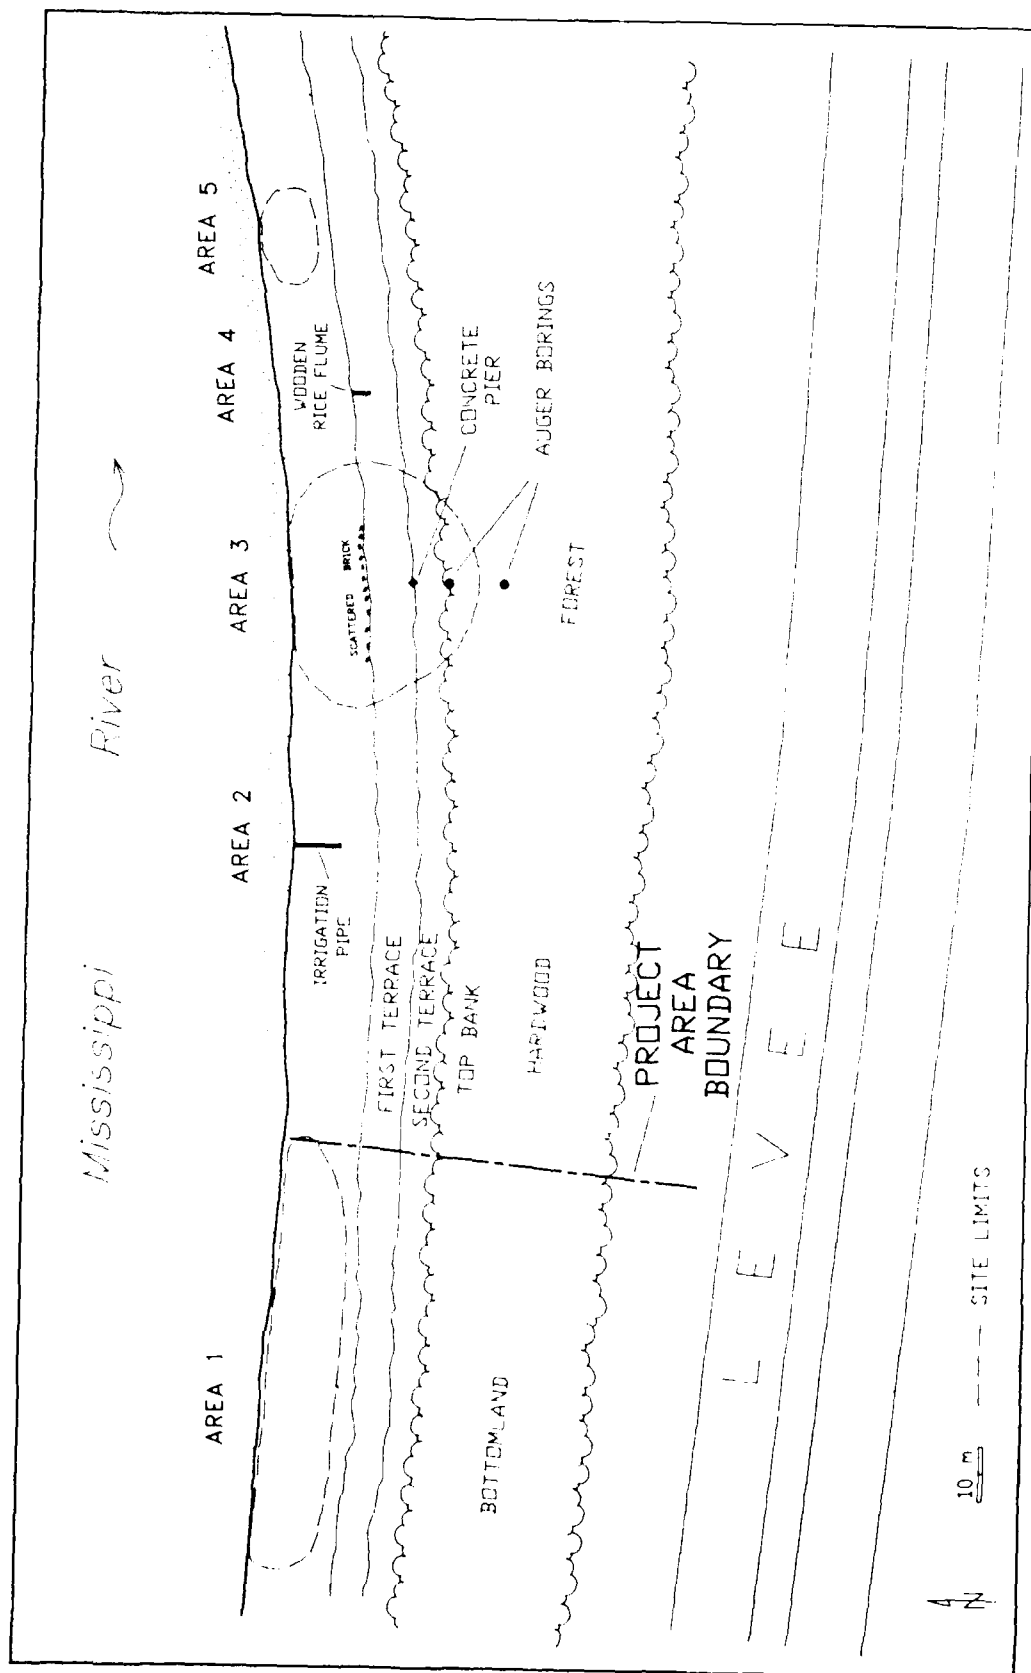 Mississippi River
AREA 1
AREA 2
AREA 3
AREA 4
AREA 5
IRRIGATION
PIPE
SCATTERED BRICK
WOODEN
RICE FLUME
FIRST TERRACE
SECOND TERRACE
TOP BANK
CONCRETE
PIER
AUGER BORINGS
BOTTOMLAND
HARDWOOD
FOREST
PROJECT
AREA
BOUNDARY
LEVEE
N
10 m
SITE LIMITS